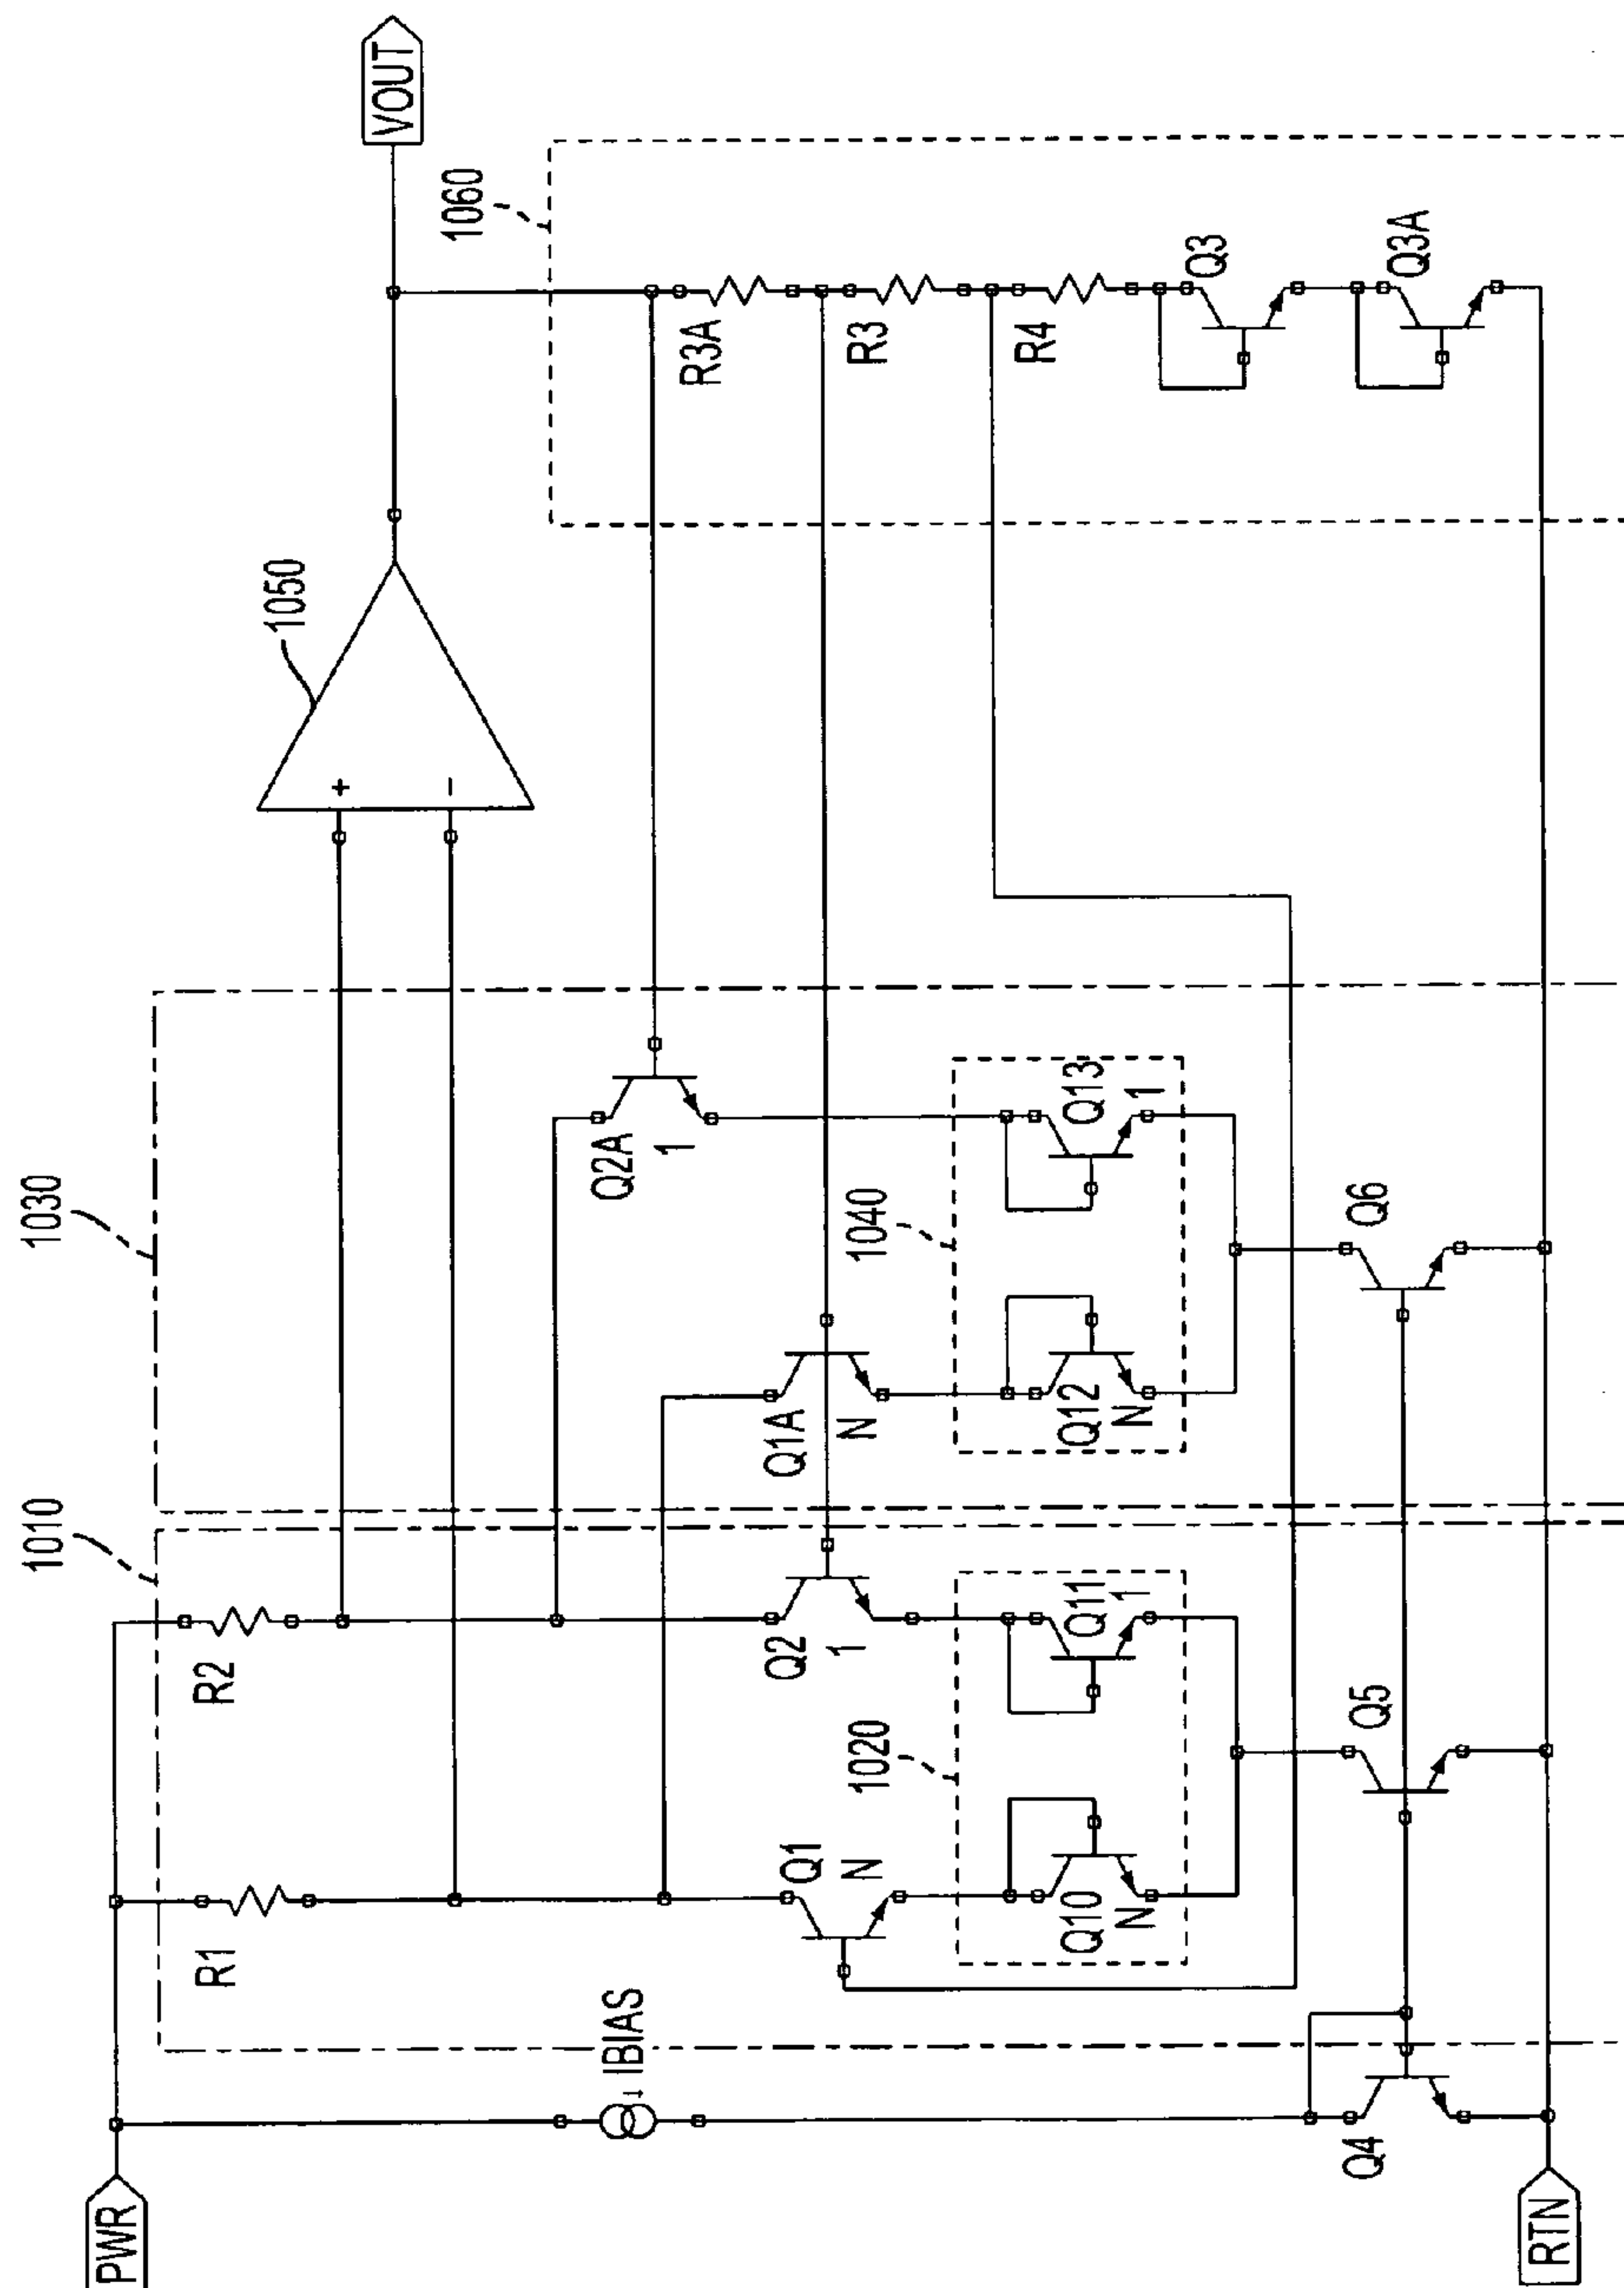 VOUT
1060
1050
R3A
R3
R4
Q3
Q3A
+
−
1030
1010
Q2A
1
Q13
1
1040
Q6
Q1A
N
Q12
N
R2
Q2
1
Q11
1
1020
Q5
R1
Q1
N
Q10
N
IBIAS
Q4
PWR
RTN